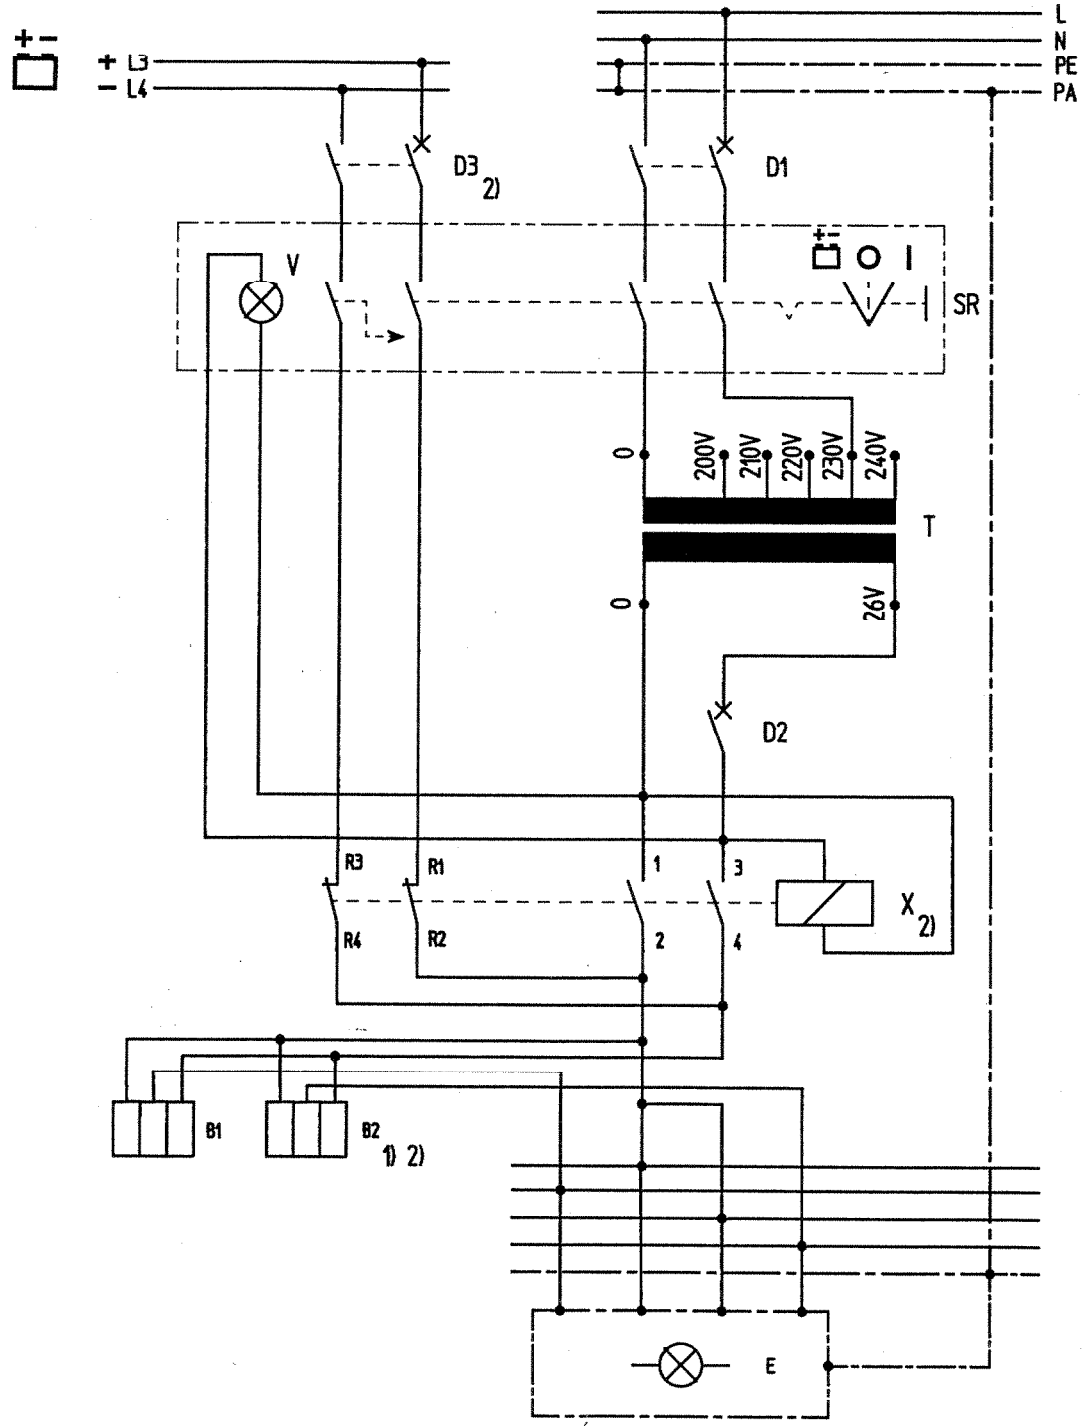 L
N
+ -
+ L3
PE
- L4
PA
D3
2)
D1
+ -
V
O I
SR
0
200V
210V
220V
230V
240V
T
0
26V
D2
R3
R1
1
3
X
2)
R4
R2
2
4
B1
B2
1) 2)
E